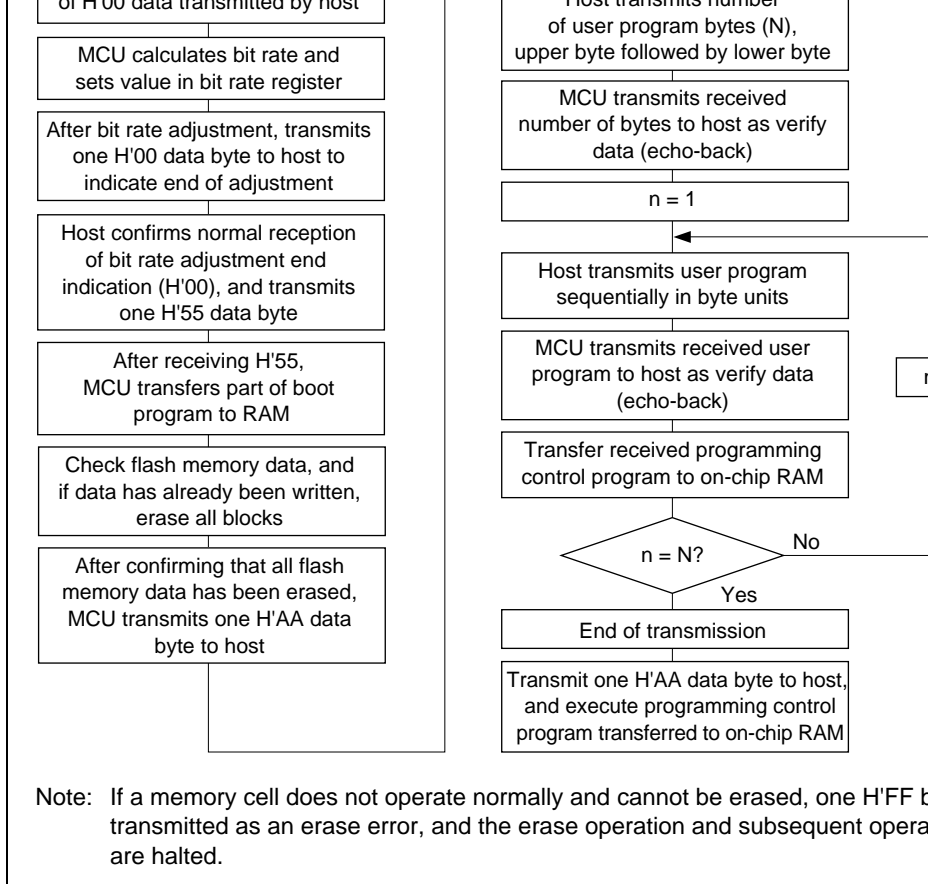 of H'00 data transmitted by host
MCU calculates bit rate and
sets value in bit rate register
After bit rate adjustment, transmits
one H'00 data byte to host to
indicate end of adjustment
Host confirms normal reception
of bit rate adjustment end
indication (H'00), and transmits
one H'55 data byte
After receiving H'55,
MCU transfers part of boot
program to RAM
Check flash memory data, and
if data has already been written,
erase all blocks
After confirming that all flash
memory data has been erased,
MCU transmits one H'AA data
byte to host
Host transmits number
of user program bytes (N),
upper byte followed by lower byte
MCU transmits received
number of bytes to host as verify
data (echo-back)
n = 1
Host transmits user program
sequentially in byte units
MCU transmits received user
program to host as verify data
(echo-back)
Transfer received programming
control program to on-chip RAM
n = N?
No
Yes
End of transmission
Transmit one H'AA data byte to host,
and execute programming control
program transferred to on-chip RAM
Note: If a memory cell does not operate normally and cannot be erased, one H'FF
transmitted as an erase error, and the erase operation and subsequent
are halted.